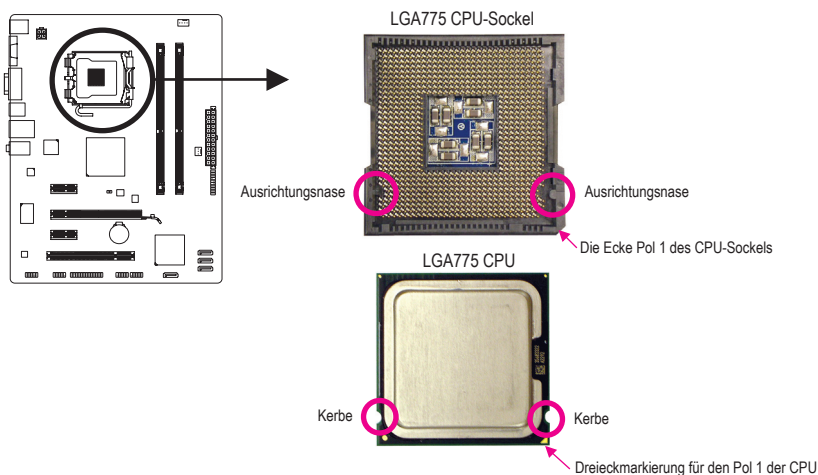 LGA775 CPU-Sockel
Ausrichtungsnase
Ausrichtungsnase
Die Ecke Pol 1 des CPU-Sockels
LGA775 CPU
Kerbe
Kerbe
Dreieckmarkierung für den Pol 1 der CPU